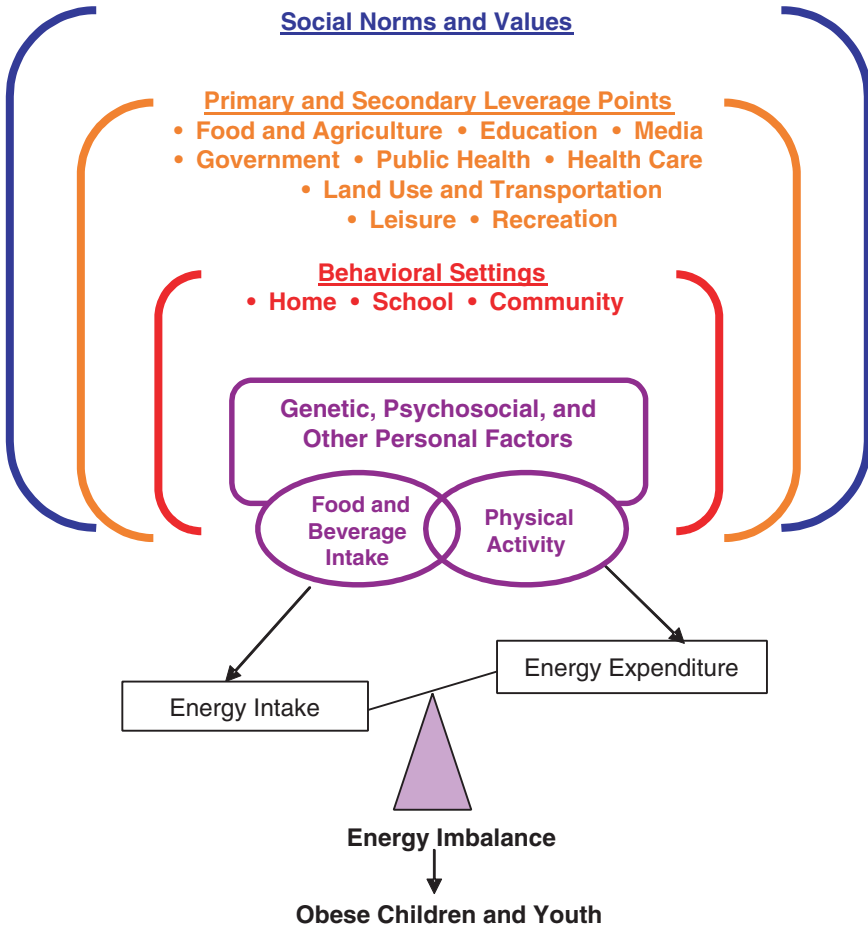 Social Norms and Values
Primary and Secondary Leverage Points
• Food and Agriculture • Education • Media
• Government • Public Health • Health Care
• Land Use and Transportation
• Leisure • Recreation
Behavioral Settings
• Home • School • Community
Genetic, Psychosocial, and
Other Personal Factors
Food and
Beverage
Intake
Physical
Activity
Energy Expenditure
Energy Intake
Energy Imbalance
Obese Children and Youth